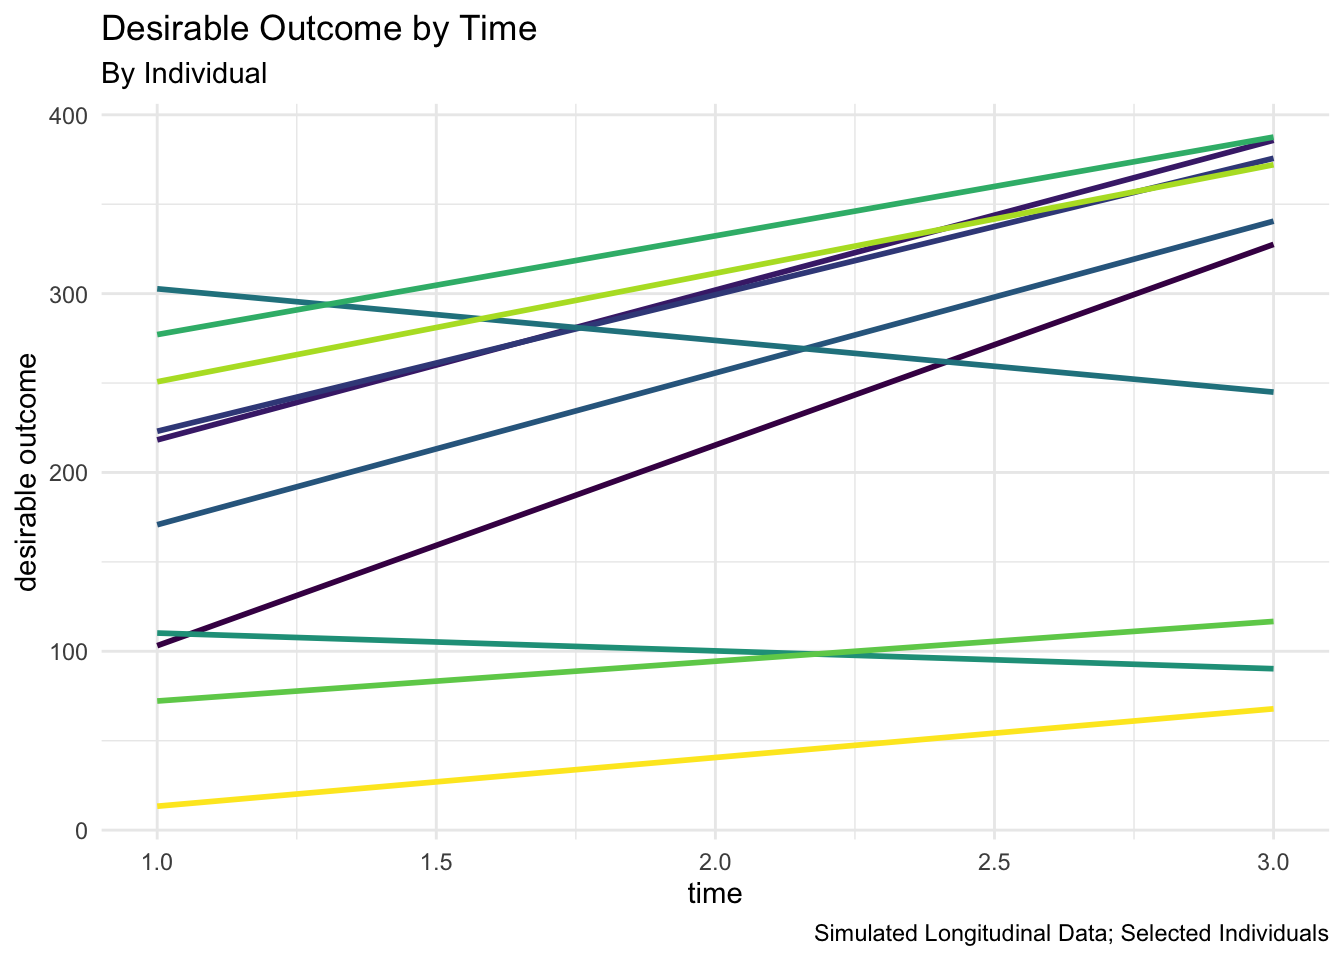 Desirable Outcome by Time
By Individual
400
300
200
100
0
desirable outcome
1.0 1.5 2.0 2.5 3.0
time
Simulated Longitudinal Data; Selected Individuals